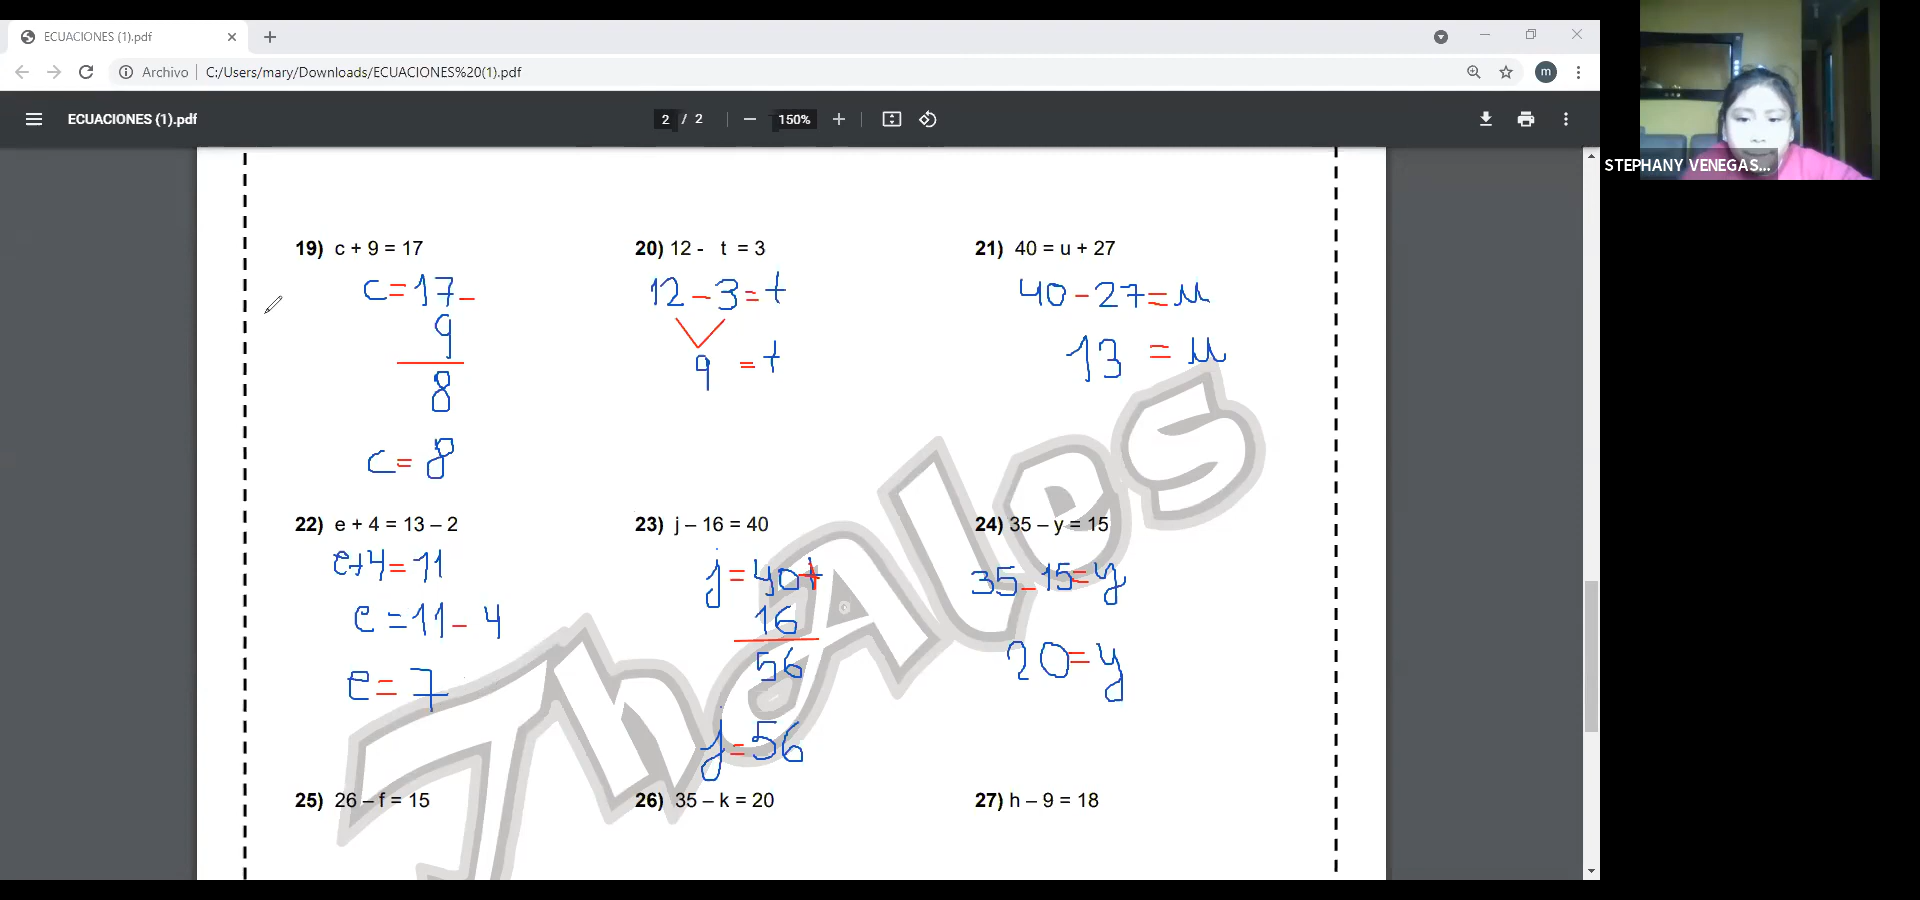 ECUACIONES (1).pdf
Archivo C:/Users/mary/Downloads/ECUACIONES%20(1).pdf m
ECUACIONES (1).pdf 2 / 2 150%
STEPHANY VENEGAS...
19) c + 9 = 17
c=17-
9
8
c=8
20) 12 - t = 3
12-3=t
9=t
21) 40 = u + 27
40-27=u
13=u
22) e + 4 = 13 – 2
e+4=11
e=11-4
e=7
23) j – 16 = 40
j=40+
16
56
j=56
24) 35 – y = 15
35-15=y
20=y
25) 26 – f = 15
26) 35 – k = 20
27) h – 9 = 18
Thealos